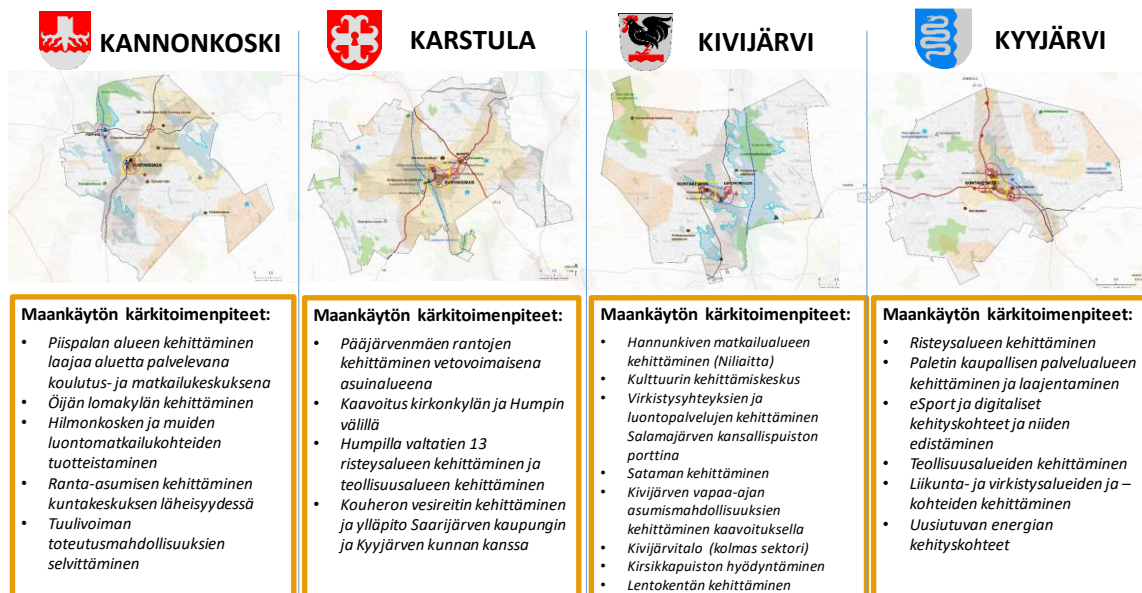 KANNONKOSKI
KARSTULA
KIVIJÄRVI
KYYJÄRVI
KUNTAKESKUS
KUNTAKESKUS
Maankäytön kärkitoimenpiteet:
• Piispalan alueen kehittäminen
laajaa aluetta palvelevana
koulutus- ja matkailukeskuksena
• Öijän lomakylän kehittäminen
• Hilmonkosken ja muiden
luontomatkailukohteiden
tuotteistaminen
• Ranta-asumisen kehittäminen
kuntakeskuksen läheisyydessä
• Tuulivoiman
toteutusmahdollisuuksien
selvittäminen
Maankäytön kärkitoimenpiteet:
• Pääjärvenmäen rantojen
kehittäminen vetovoimaisena
asuinalueena
• Kaavoitus kirkonkylän ja Humpin
välillä
• Humpilla valtatien 13
risteysalueen kehittäminen ja
teollisuusalueen kehittäminen
• Kouheron vesireitin kehittäminen
ja ylläpito Saarijärven kaupungin
ja Kyyjärven kunnan kanssa
Maankäytön kärkitoimenpiteet:
• Hannunkiven matkailualueen
kehittäminen (Niliaitta)
• Kulttuurin kehittämiskeskus
• Virkistysyhteyksien ja
luontopalvelujen kehittäminen
Salamajärven kansallispuiston
porttina
• Sataman kehittäminen
• Kivijärven vapaa-ajan
asumismahdollisuuksien
kehittäminen kaavoituksella
• Kivijärvitalo (kolmas sektori)
• Kirsikkapuiston hyödyntäminen
• Lentokentän kehittäminen
Maankäytön kärkitoimenpiteet:
• Risteysalueen kehittäminen
• Paletin kaupallisen palvelualueen
kehittäminen ja laajentaminen
• eSport ja digitaliset
kehityskohteet ja niiden
edistäminen
• Teollisuusalueiden kehittäminen
• Liikunta- ja virkistysalueiden ja –
kohteiden kehittäminen
• Uusiutuvan energian
kehityskohteet